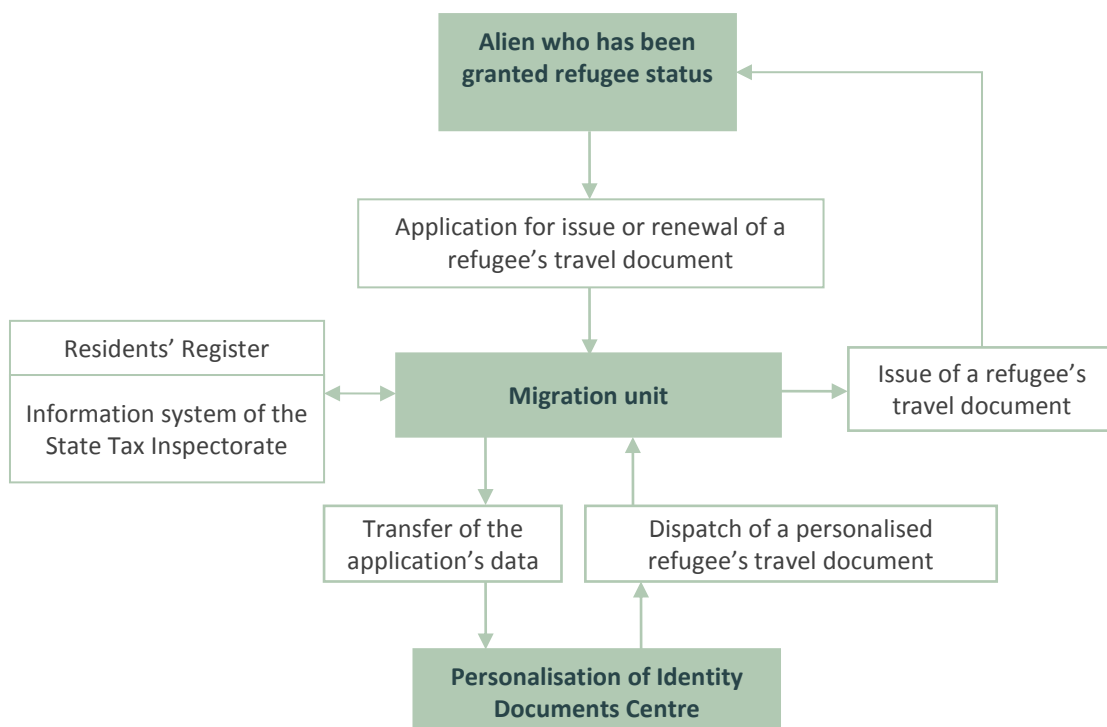 Alien who has been
granted refugee status
Application for issue or renewal of a
refugee’s travel document
Residents’ Register
Information system of the
State Tax Inspectorate
Migration unit
Issue of a refugee’s
travel document
Transfer of the
application’s data
Dispatch of a personalised
refugee’s travel document
Personalisation of Identity
Documents Centre